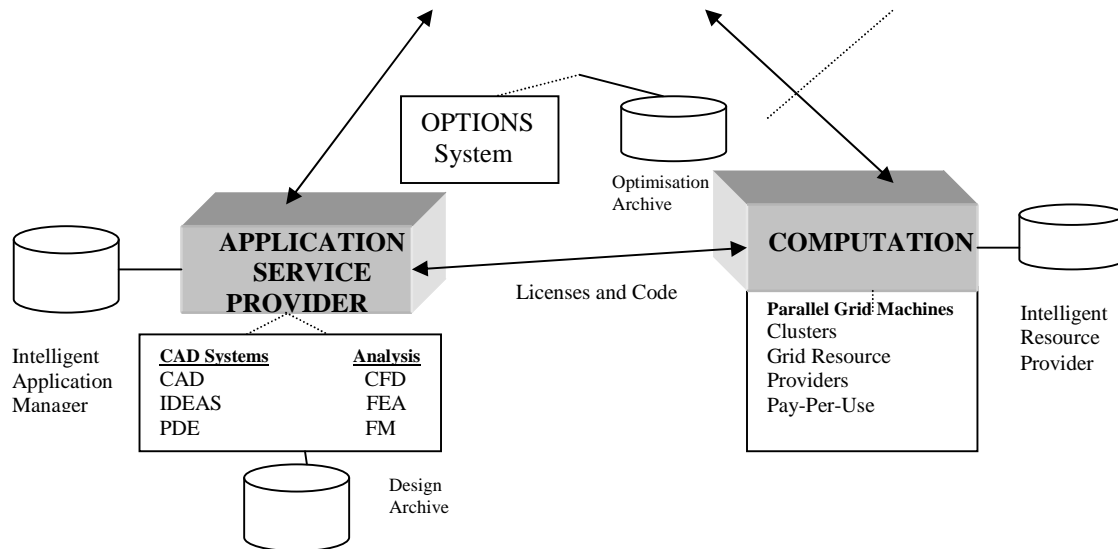 OPTIONS
System
Optimisation
Archive
APPLICATION
SERVICE
PROVIDER
COMPUTATION
Licenses and Code
Intelligent
Application
Manager
CAD Systems
CAD
IDEAS
PDE
Analysis
CFD
FEA
FM
Parallel Grid Machines
Clusters
Grid Resource
Providers
Pay-Per-Use
Intelligent
Resource
Provider
Design
Archive